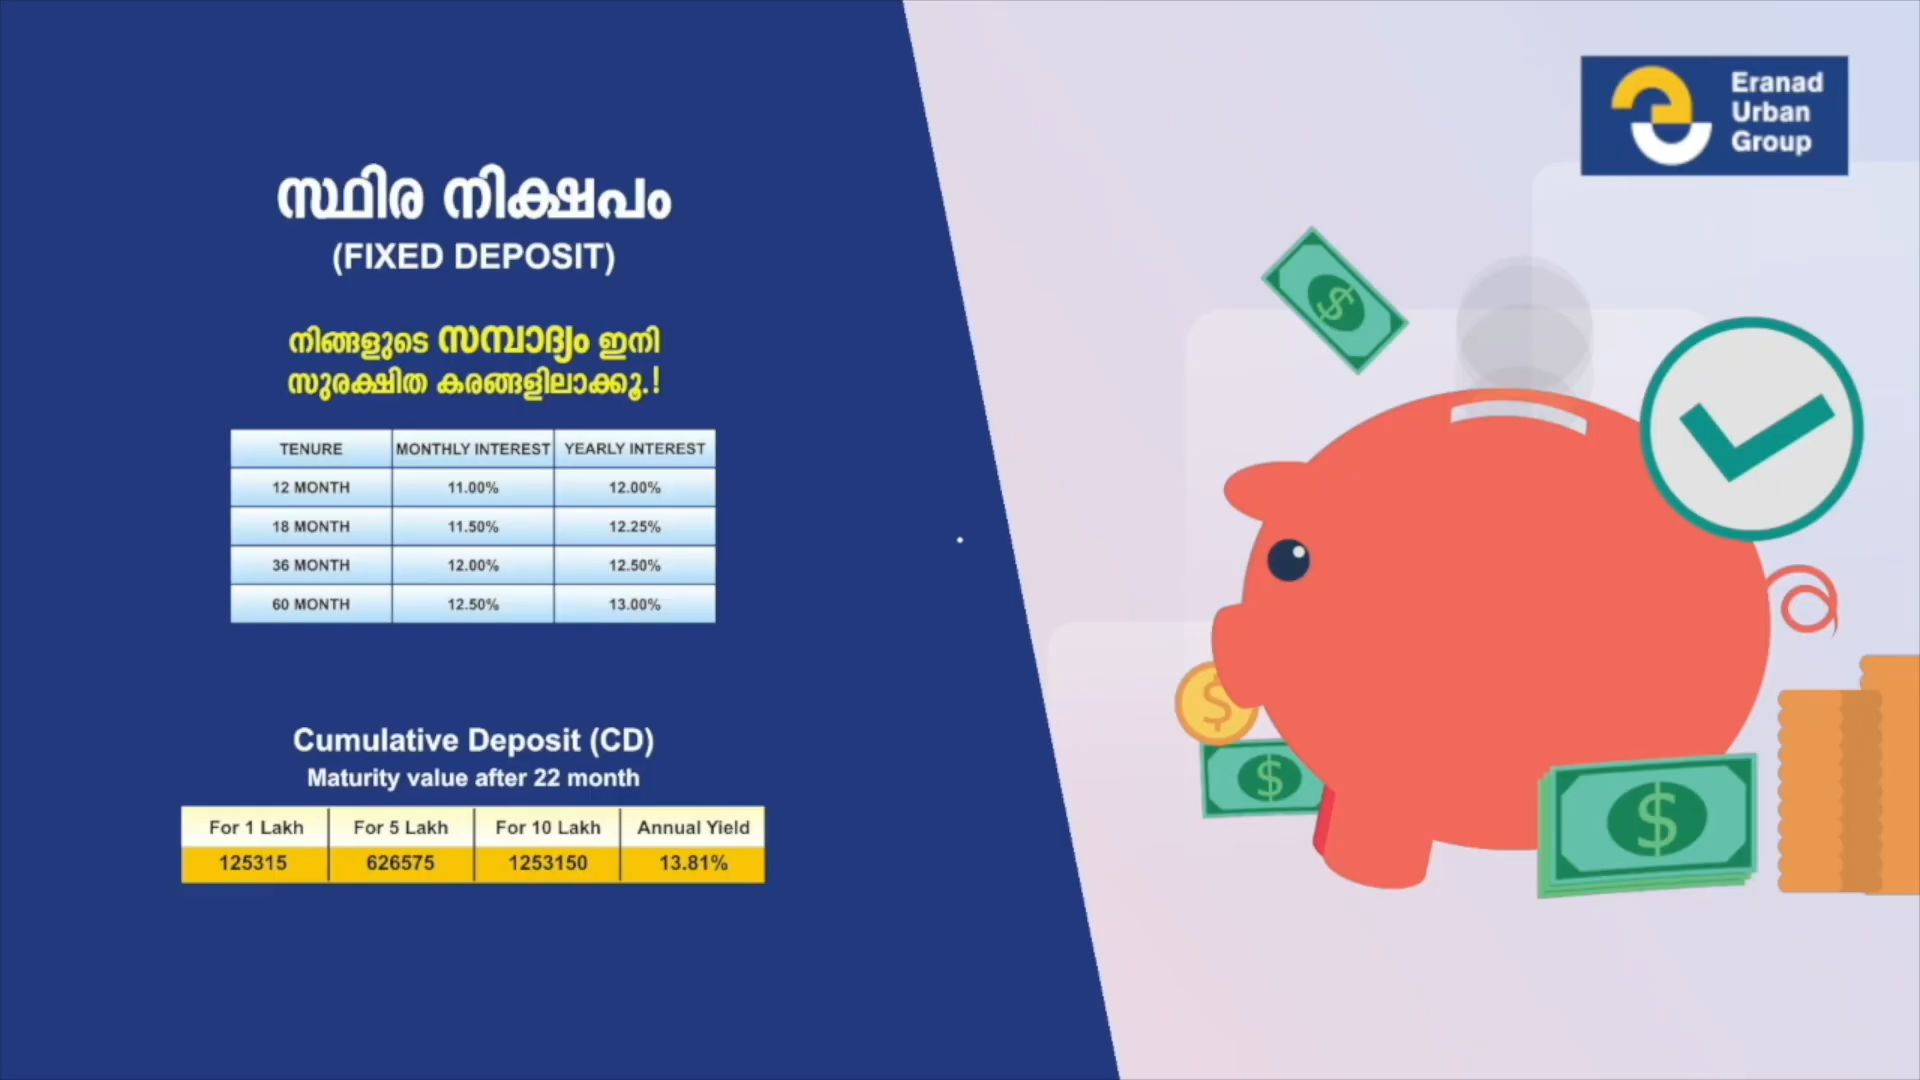 Eranad
Urban
Group
സ്ഥിര നിക്ഷപം
(FIXED DEPOSIT)
നിങ്ങളുടെ സമ്പാദ്യം ഇനി
സുരക്ഷിത കരങ്ങളിലാക്കൂ.!
TENURE MONTHLY INTEREST YEARLY INTEREST
12 MONTH 11.00% 12.00%
18 MONTH 11.50% 12.25%
36 MONTH 12.00% 12.50%
60 MONTH 12.50% 13.00%
Cumulative Deposit (CD)
Maturity value after 22 month
For 1 Lakh For 5 Lakh For 10 Lakh Annual Yield
125315 626575 1253150 13.81%
$
$
$
$